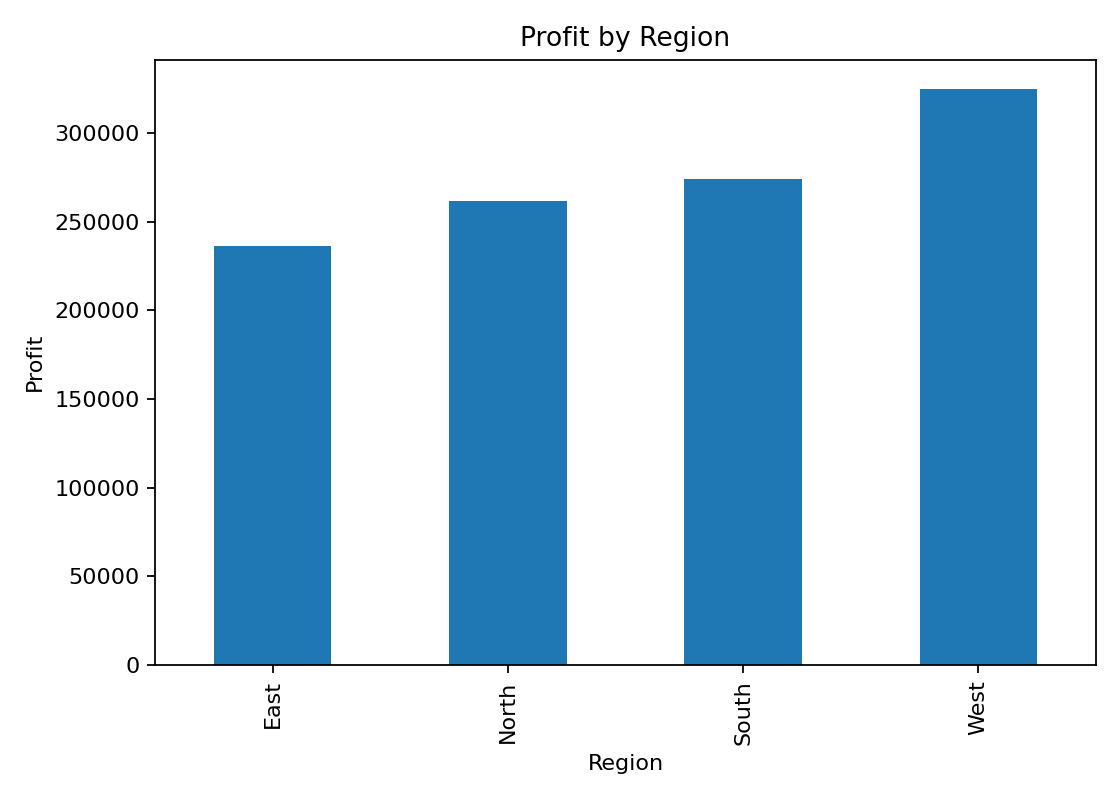 Profit by Region
Profit
300000
250000
200000
150000
100000
50000
0
East
North
South
West
Region